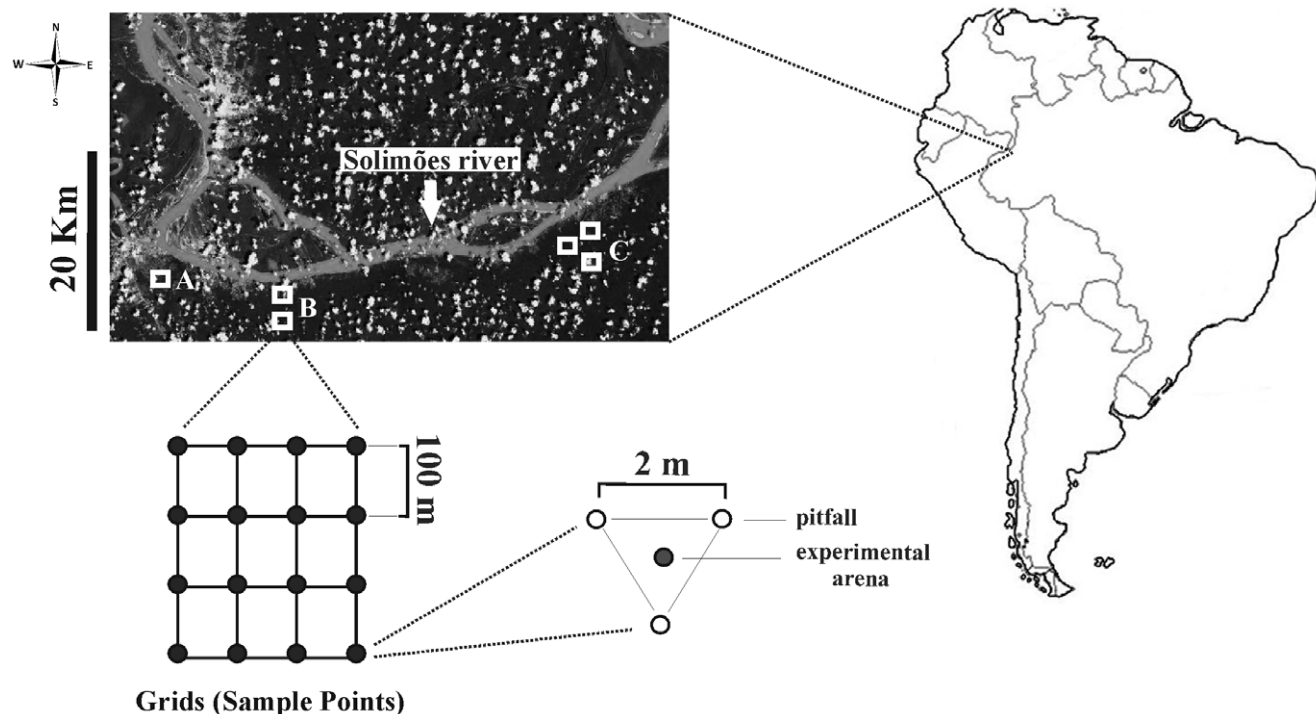 N
W E
S
20 Km
Solimões river
A
B
C
100 m
2 m
pitfall
experimental
arena
Grids (Sample Points)